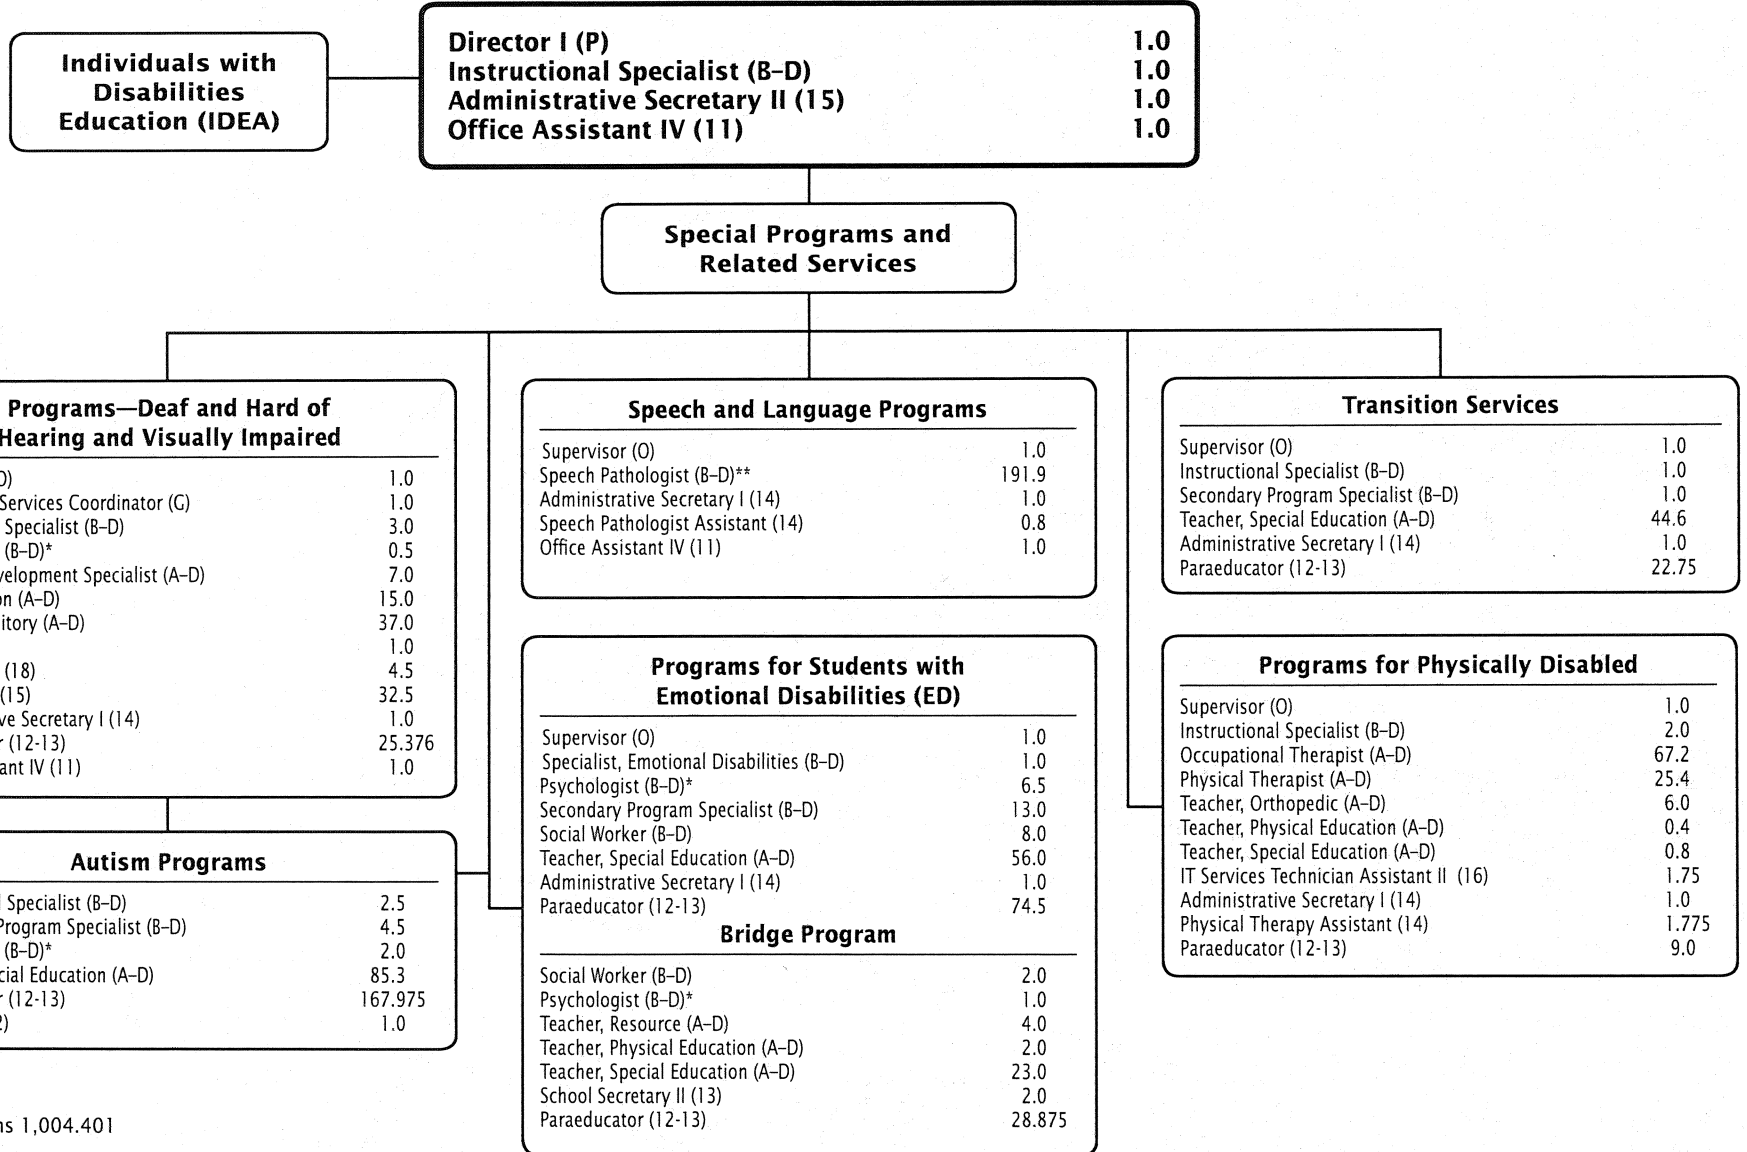 Individuals with
Disabilities
Education (IDEA)
Director I (P) 1.0
Instructional Specialist (B–D) 1.0
Administrative Secretary II (15) 1.0
Office Assistant IV (11) 1.0
Special Programs and
Related Services
Programs—Deaf and Hard of
Hearing and Visually Impaired
1.0
Services Coordinator (G) 1.0
Specialist (B–D) 3.0
(B–D)* 0.5
velopment Specialist (A–D) 7.0
on (A–D) 15.0
itory (A–D) 37.0
1.0
(18) 4.5
(15) 32.5
ve Secretary I (14) 1.0
r (12-13) 25.376
ant IV (11) 1.0
Autism Programs
Specialist (B–D) 2.5
Program Specialist (B–D) 4.5
(B–D)* 2.0
cial Education (A–D) 85.3
r (12-13) 167.975
1.0
ns 1,004.401
Speech and Language Programs
Supervisor (O) 1.0
Speech Pathologist (B–D)** 191.9
Administrative Secretary I (14) 1.0
Speech Pathologist Assistant (14) 0.8
Office Assistant IV (11) 1.0
Programs for Students with
Emotional Disabilities (ED)
Supervisor (O) 1.0
Specialist, Emotional Disabilities (B–D) 1.0
Psychologist (B–D)* 6.5
Secondary Program Specialist (B–D) 13.0
Social Worker (B–D) 8.0
Teacher, Special Education (A–D) 56.0
Administrative Secretary I (14) 1.0
Paraeducator (12-13) 74.5
Bridge Program
Social Worker (B–D) 2.0
Psychologist (B–D)* 1.0
Teacher, Resource (A–D) 4.0
Teacher, Physical Education (A–D) 2.0
Teacher, Special Education (A–D) 23.0
School Secretary II (13) 2.0
Paraeducator (12-13) 28.875
Transition Services
Supervisor (O) 1.0
Instructional Specialist (B–D) 1.0
Secondary Program Specialist (B–D) 1.0
Teacher, Special Education (A–D) 44.6
Administrative Secretary I (14) 1.0
Paraeducator (12-13) 22.75
Programs for Physically Disabled
Supervisor (O) 1.0
Instructional Specialist (B–D) 2.0
Occupational Therapist (A–D) 67.2
Physical Therapist (A–D) 25.4
Teacher, Orthopedic (A–D) 6.0
Teacher, Physical Education (A–D) 0.4
Teacher, Special Education (A–D) 0.8
IT Services Technician Assistant II (16) 1.75
Administrative Secretary I (14) 1.0
Physical Therapy Assistant (14) 1.775
Paraeducator (12-13) 9.0